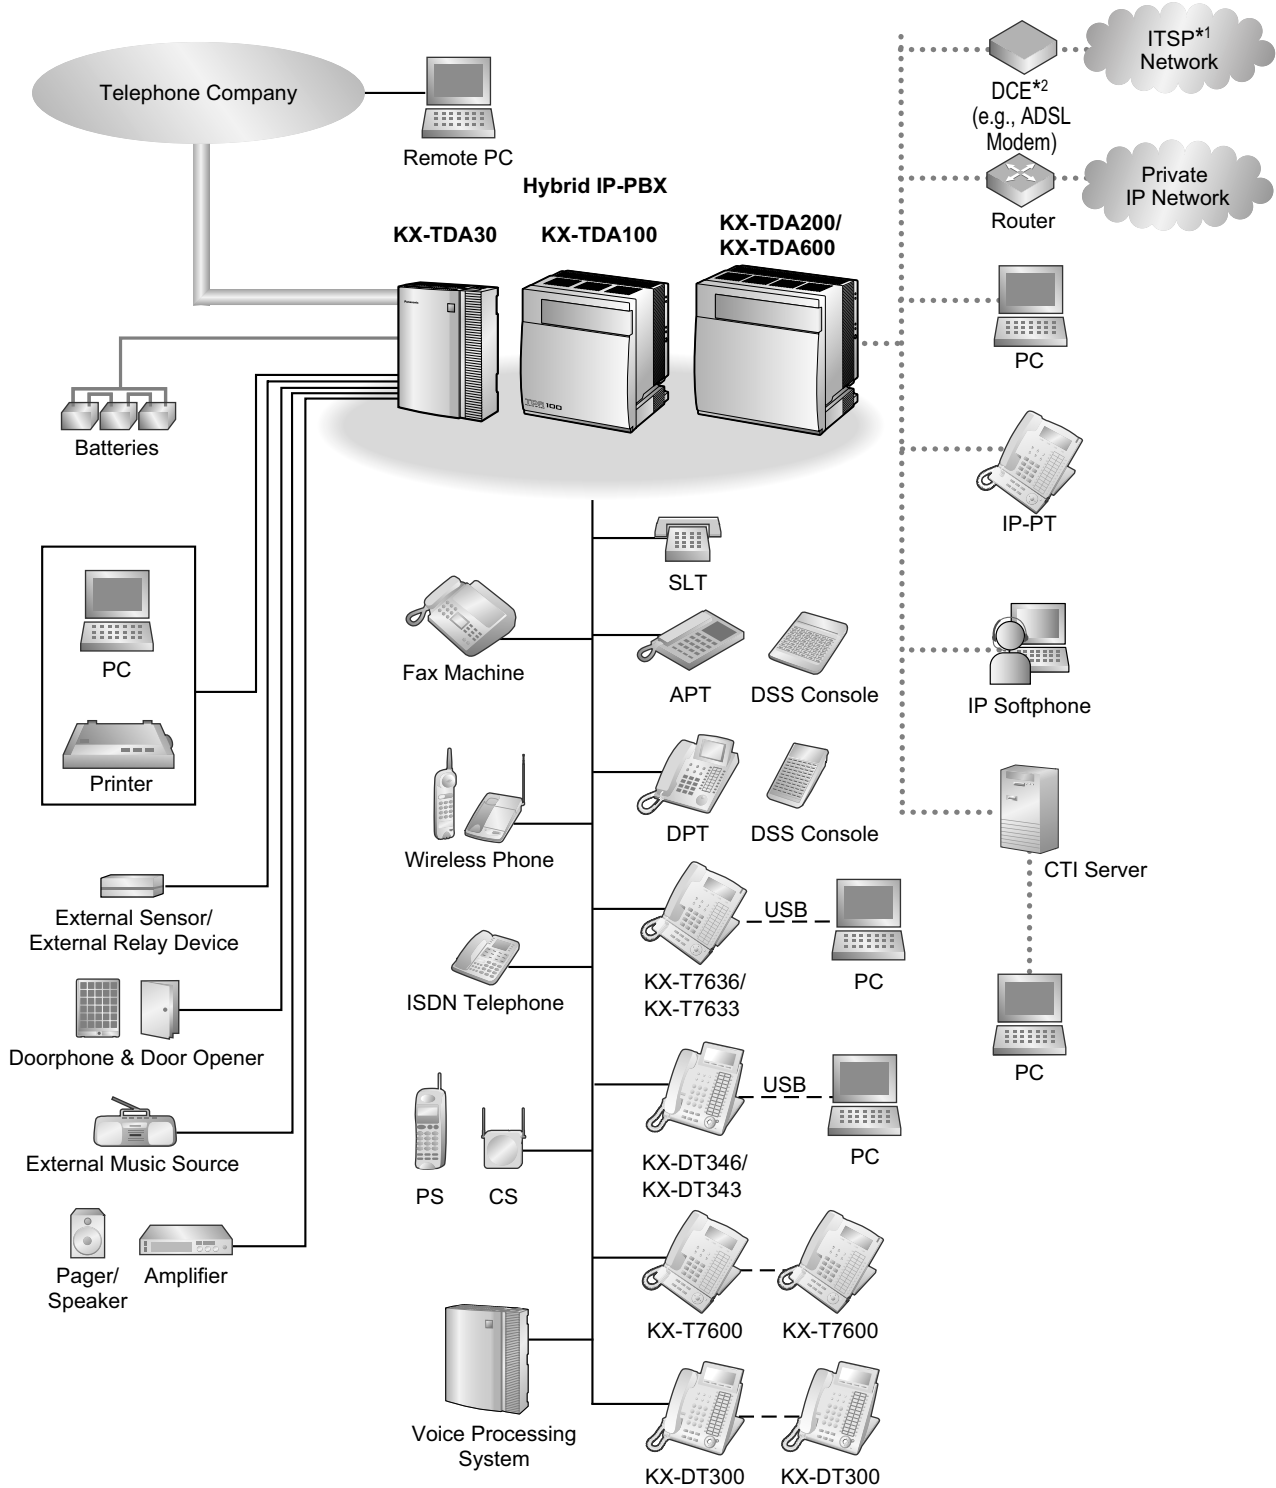 Telephone Company
Remote PC
ITSP*1
Network
DCE*2
(e.g., ADSL
Modem)
Private
IP Network
Router
Hybrid IP-PBX
KX-TDA30
KX-TDA100
KX-TDA200/
KX-TDA600
PC
Batteries
IP-PT
SLT
PC
Printer
Fax Machine
APT
DSS Console
IP Softphone
Wireless Phone
DPT
DSS Console
CTI Server
External Sensor/
External Relay Device
USB
KX-T7636/
KX-T7633
PC
ISDN Telephone
Doorphone & Door Opener
PC
USB
KX-DT346/
KX-DT343
PC
External Music Source
PS
CS
Pager/
Speaker
Amplifier
KX-T7600
KX-T7600
Voice Processing
System
KX-DT300
KX-DT300